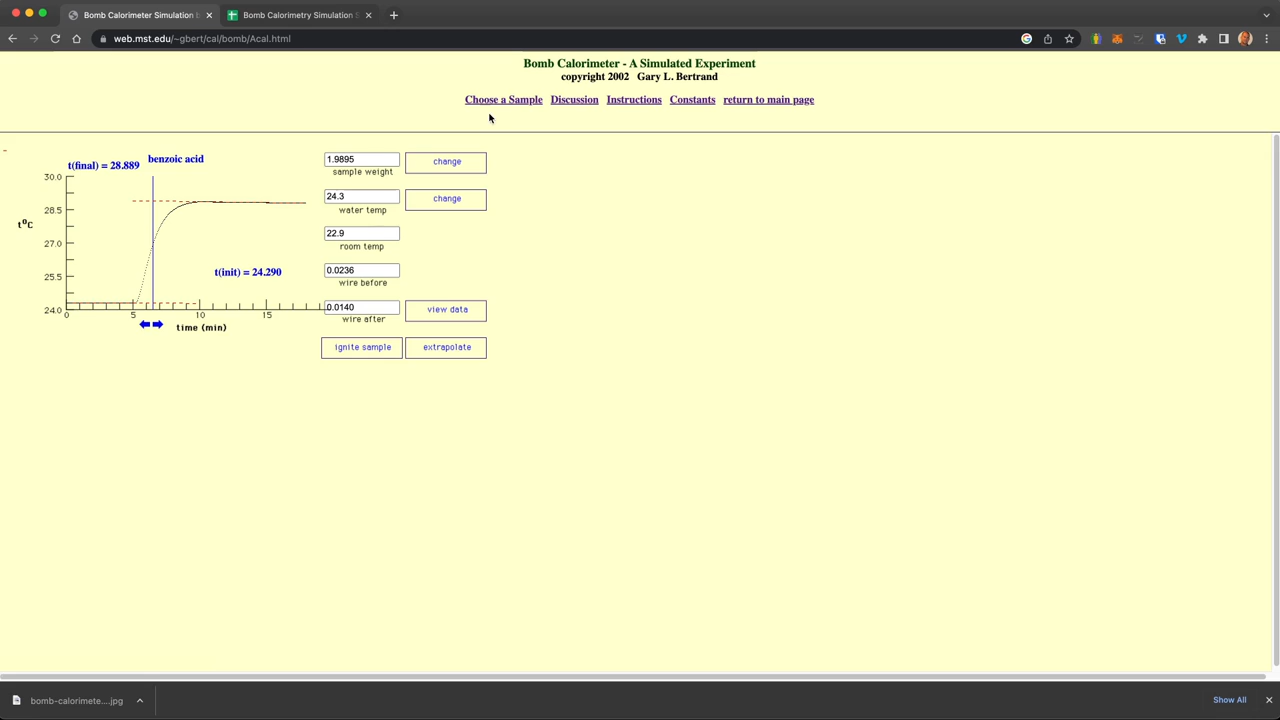 Bomb Calorimeter Simulation b
Bomb Calorimetry Simulation S
web.mst.edu/~gbert/cal/bomb/Acal.html
Bomb Calorimeter - A Simulated Experiment
copyright 2002 Gary L. Bertrand
Choose a Sample Discussion Instructions Constants return to main page
t(final) = 28.889 benzoic acid
30.0
28.5
t°C
27.0
25.5
24.0
t(init) = 24.290
0 5 10 15
time (min)
1.9895 change
sample weight
24.3 change
water temp
22.9
room temp
0.0236
wire before
0.0140 view data
wire after
ignite sample extrapolate
bomb-calorimete....jpg
Show All